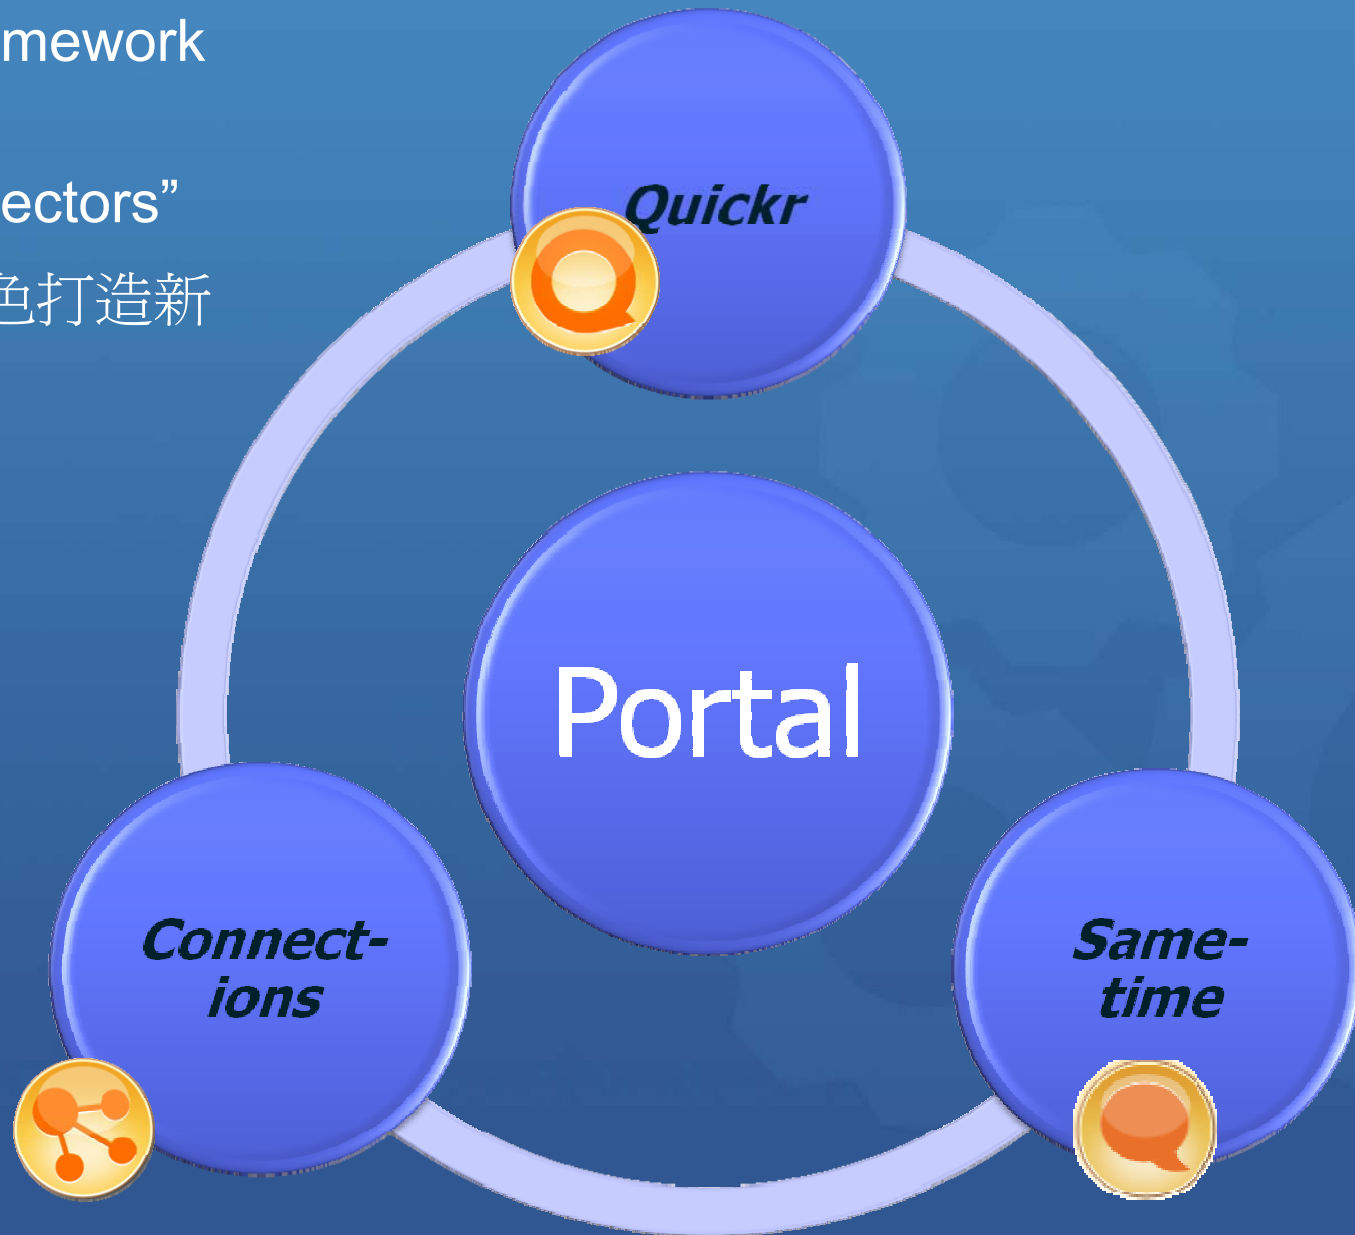 mework
ectors”
色打造新
Quickr
Portal
Connect-
ions
Same-
time